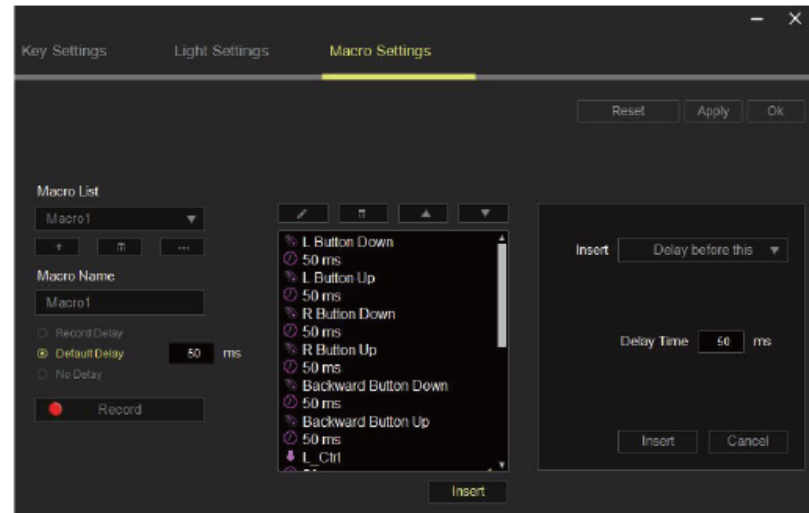 Key Settings
Light Settings
Macro Settings
Reset
Apply
Ok
Macro List
Macro1
Macro Name
Macro1
Record Delay
Default Delay
50 ms
No Delay
Record
L Button Down
50 ms
L Button Up
50 ms
R Button Down
50 ms
R Button Up
50 ms
Backward Button Down
50 ms
Backward Button Up
50 ms
L_Ctrl
Insert
Insert
Delay before this
Delay Time 50 ms
Insert
Cancel